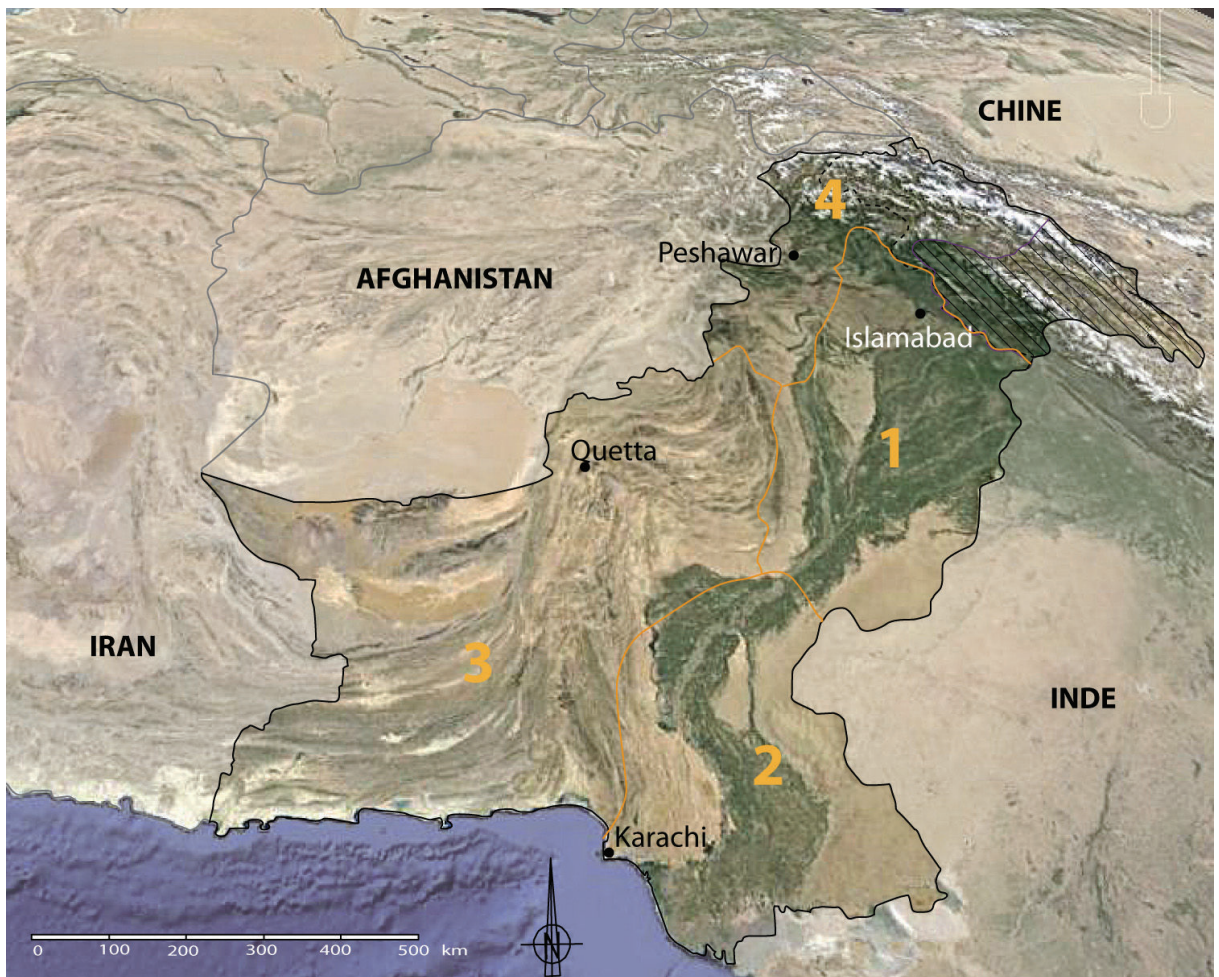 CHINE
4
Peshawar
AFGHANISTAN
Islamabad
1
Quetta
IRAN
3
INDE
2
Karachi
0 100 200 300 400 500 km
N